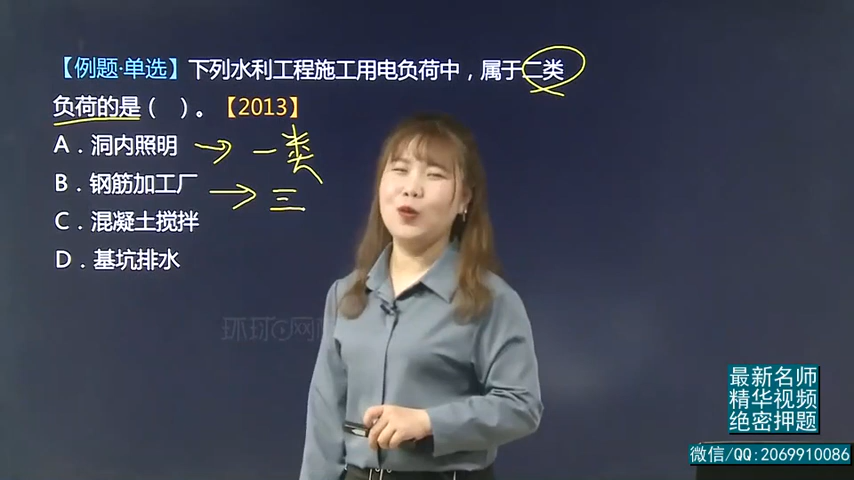 【例题·单选】下列水利工程施工用电负荷中，属于二类
负荷的是（ ）。【2013】
A．洞内照明 → 一类
B．钢筋加工厂 → 三
C．混凝土搅拌
D．基坑排水
环球网
最新名师
精华视频
绝密押题
微信/QQ:2069910086